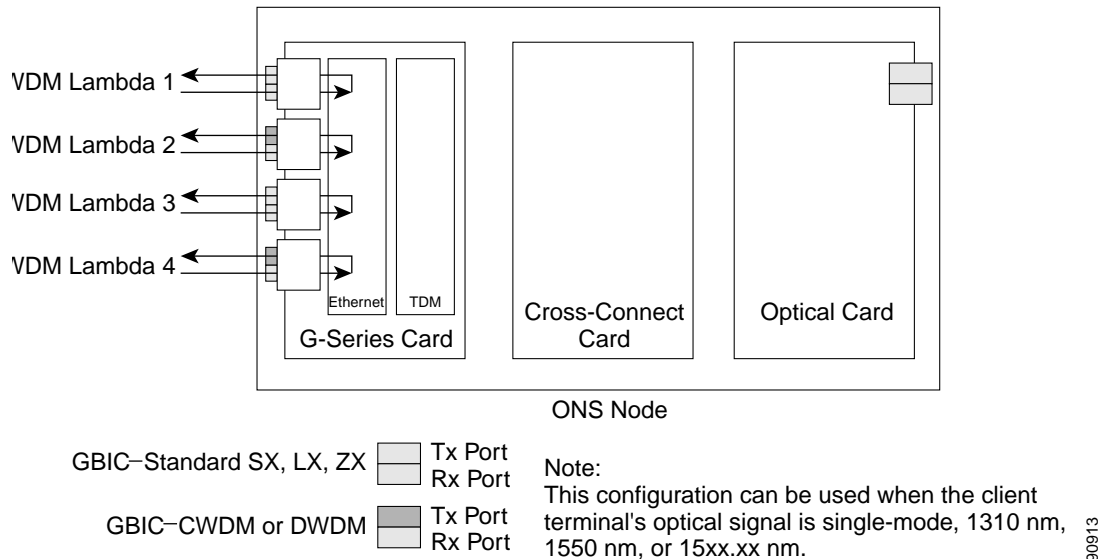 VDM Lambda 1
VDM Lambda 2
VDM Lambda 3
VDM Lambda 4
Ethernet
TDM
G-Series Card
Cross-Connect
Card
Optical Card
ONS Node
GBIC–Standard SX, LX, ZX
Tx Port
Rx Port
GBIC–CWDM or DWDM
Tx Port
Rx Port
Note:
This configuration can be used when the client
terminal's optical signal is single-mode, 1310 nm,
1550 nm, or 15xx.xx nm.
90913